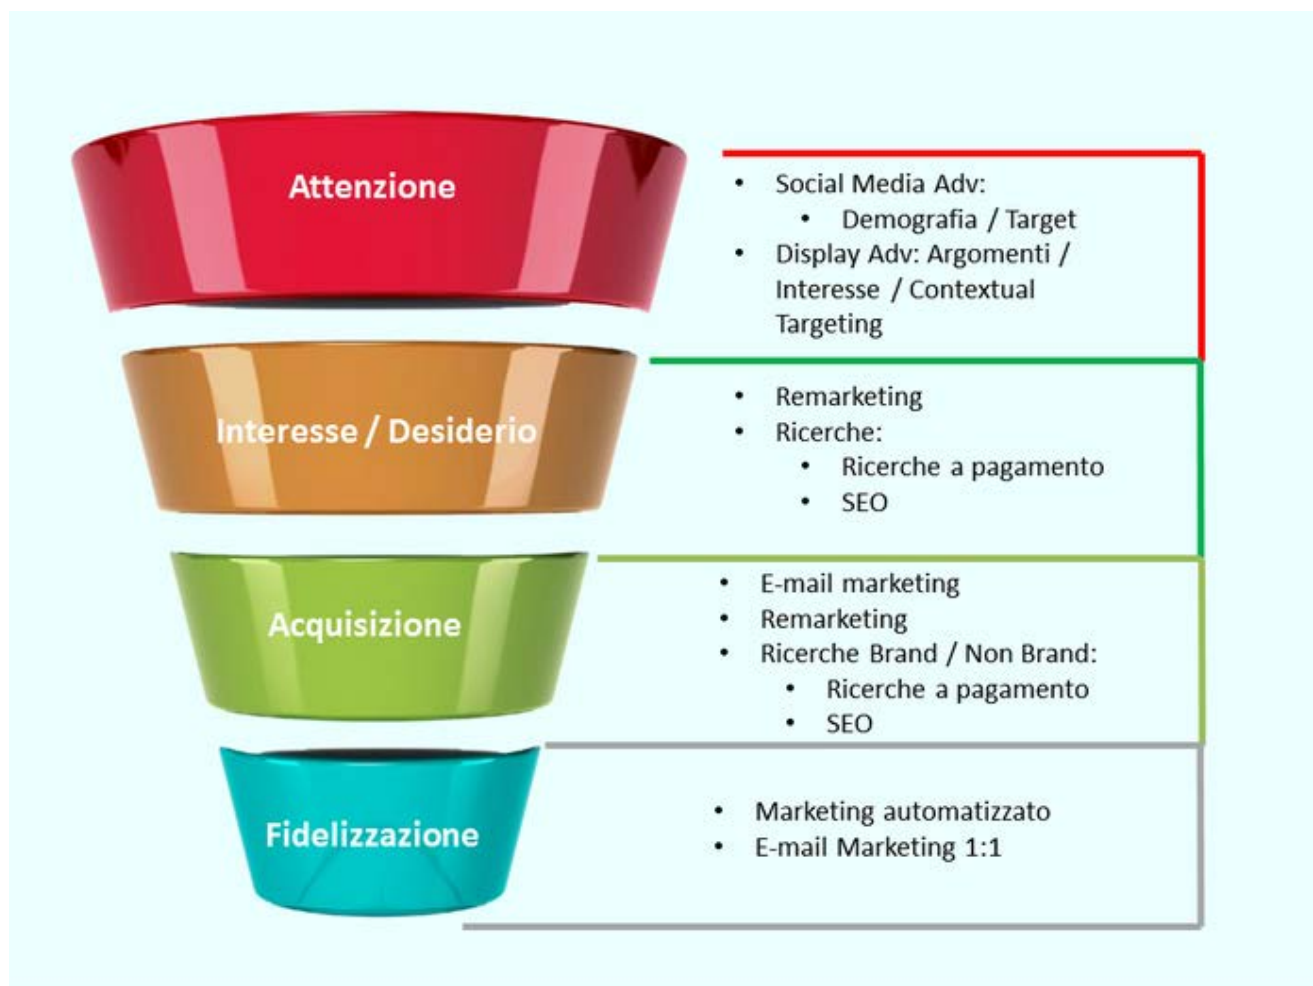 Attenzione
• Social Media Adv:
• Demografia / Target
• Display Adv: Argomenti /
Interesse / Contextual
Targeting
Interesse / Desiderio
• Remarketing
• Ricerche:
• Ricerche a pagamento
• SEO
Acquisizione
• E-mail marketing
• Remarketing
• Ricerche Brand / Non Brand:
• Ricerche a pagamento
• SEO
Fidelizzazione
• Marketing automatizzato
• E-mail Marketing 1:1